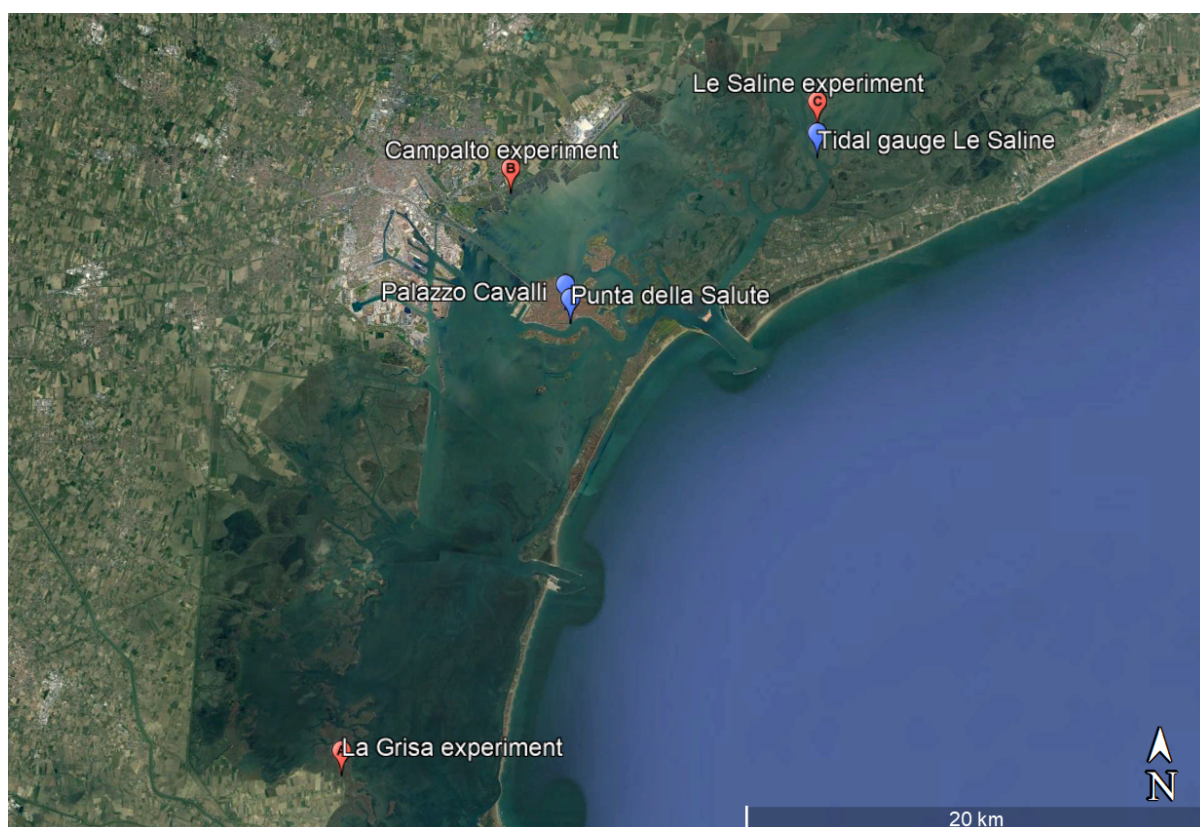 Le Saline experiment
C
Tidal gauge Le Saline
Campalto experiment
B
Palazzo Cavalli
Punta della Salute
A
La Grisa experiment
N
20 km